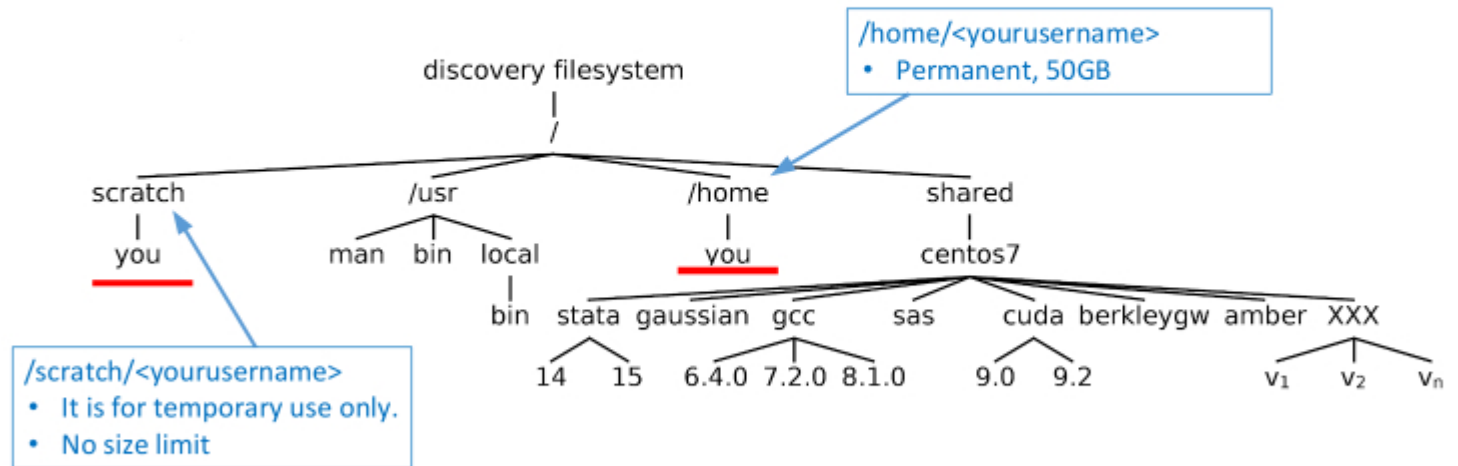 /home/<yourusername>
• Permanent, 50GB
discovery filesystem
/
scratch /usr /home shared
you man bin local you centos7
bin stata gaussian gcc sas cuda berkleygw amber XXX
14 15 6.4.0 7.2.0 8.1.0 9.0 9.2 v₁ v₂ vₙ
/scratch/<yourusername>
• It is for temporary use only.
• No size limit